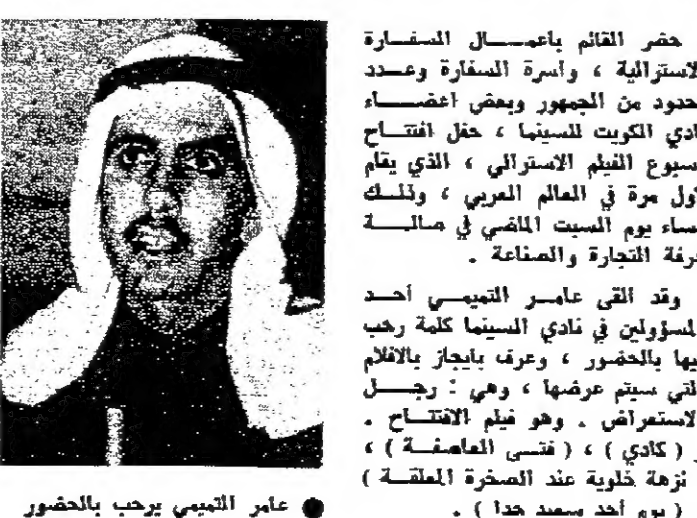 حضر القائم باعمال السفارة
الاسترالية ، واسرة السفارة وعدد
محدود من الجمهور وبعض اعضاء
نادي الكويت للسينما ، حفل افتتاح
اسبوع الفيلم الاسترالي ، الذي يقام
لاول مرة في العالم العربي ، وذلك
مساء يوم السبت الماضي في صالة
غرفة التجارة والصناعة .
وقد القى عامر التميمي أحد
المسؤولين في نادي السينما كلمة رحب
فيها بالحضور ، وعرف بايجاز بالافلام
التي سيتم عرضها ، وهي : رجل
الاستعراض . وهو فيلم الافتتاح .
و ( كادي ) ، ( فتى العاصفة ) ،
نزهة خلوية عند الصخرة المعلقة )
( يوم أحد سعيد جدا ) .
عامر التميمي يرحب بالحضور